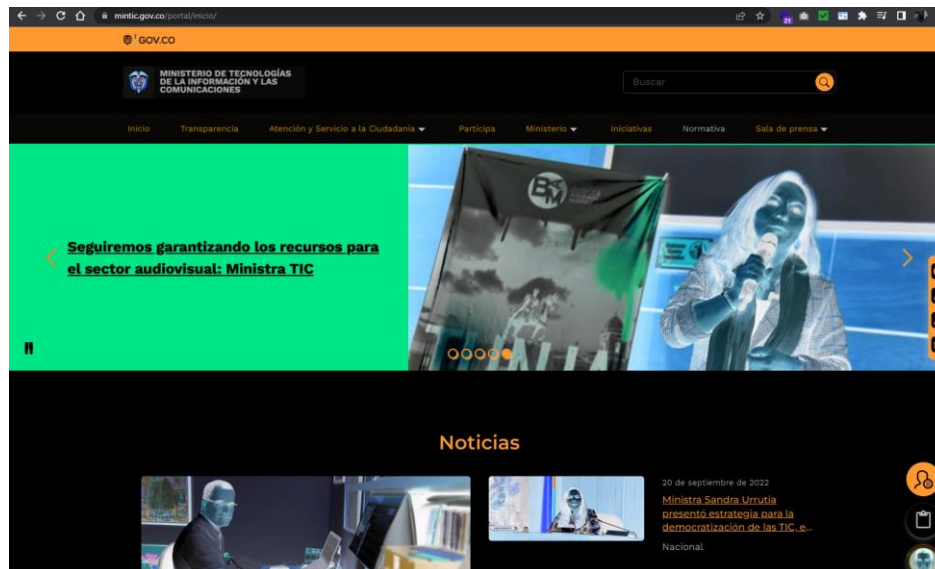 mintic.gov.co/portal/inicio/
21
GOV.CO
MINISTERIO DE TECNOLOGÍAS
DE LA INFORMACIÓN Y LAS
COMUNICACIONES
Buscar
Inicio Transparencia Atención y Servicio a la Ciudadanía Participa Ministerio Iniciativas Normativa Sala de prensa
BAM
Seguiremos garantizando los recursos para
el sector audiovisual: Ministra TIC
Noticias
20 de septiembre de 2022
Ministra Sandra
Urrutia
presentó estrategia para la
democratización de las TIC, e...
Nacional